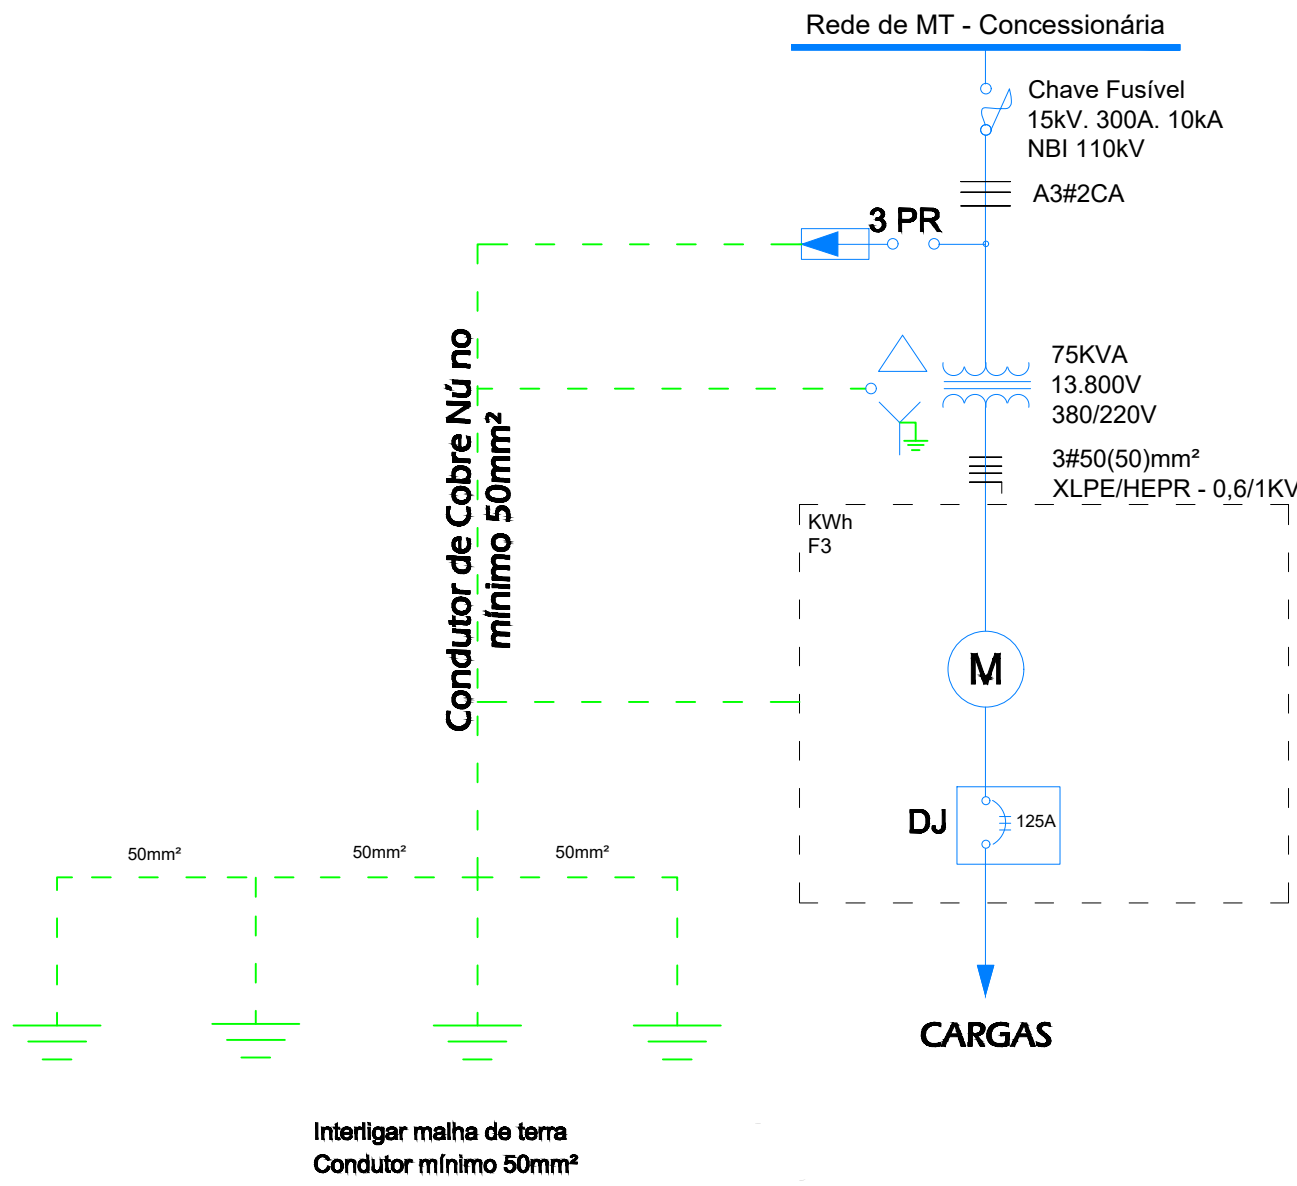 Rede de MT - Concessionária
Chave Fusível
15kV. 300A. 10kA
NBI 110kV
A3#2CA
3 PR
75KVA
13.800V
380/220V
3#50(50)mm²
XLPE/HEPR - 0,6/1KV
Condutor de Cobre Nú no
mínimo 50mm²
KWh
F3
M
DJ
125A
50mm²
50mm²
50mm²
CARGAS
Interligar malha de terra
Condutor mínimo 50mm²